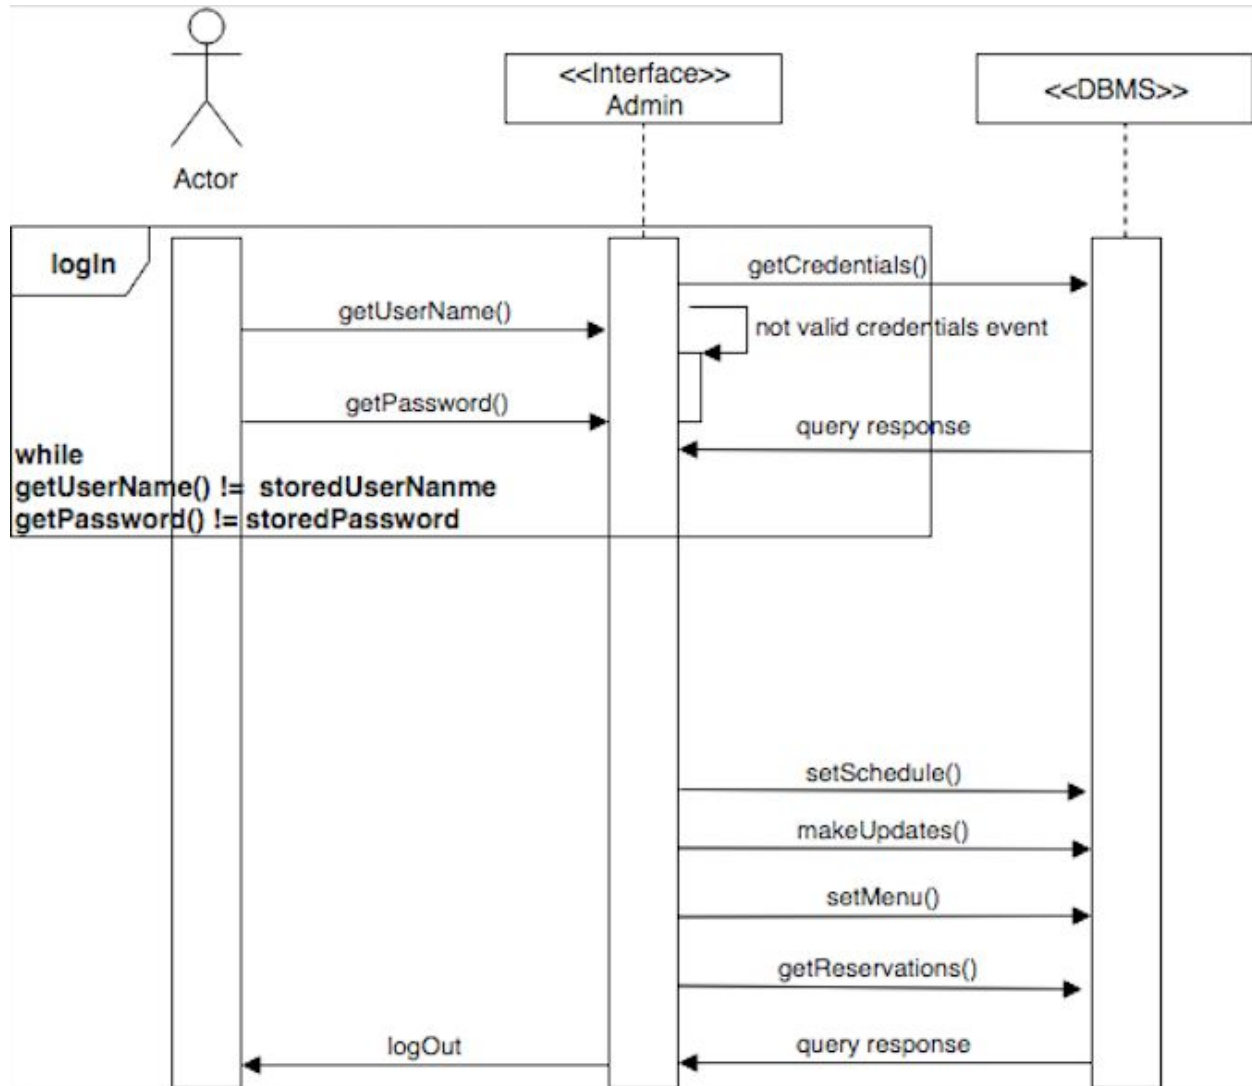 <<Interface>>
Admin
<<DBMS>>
Actor
logIn
getCredentials()
getUserName()
not valid credentials event
getPassword()
query response
while
getUserName() != storedUserNanme
getPassword() != storedPassword
setSchedule()
makeUpdates()
setMenu()
getReservations()
logOut
query response